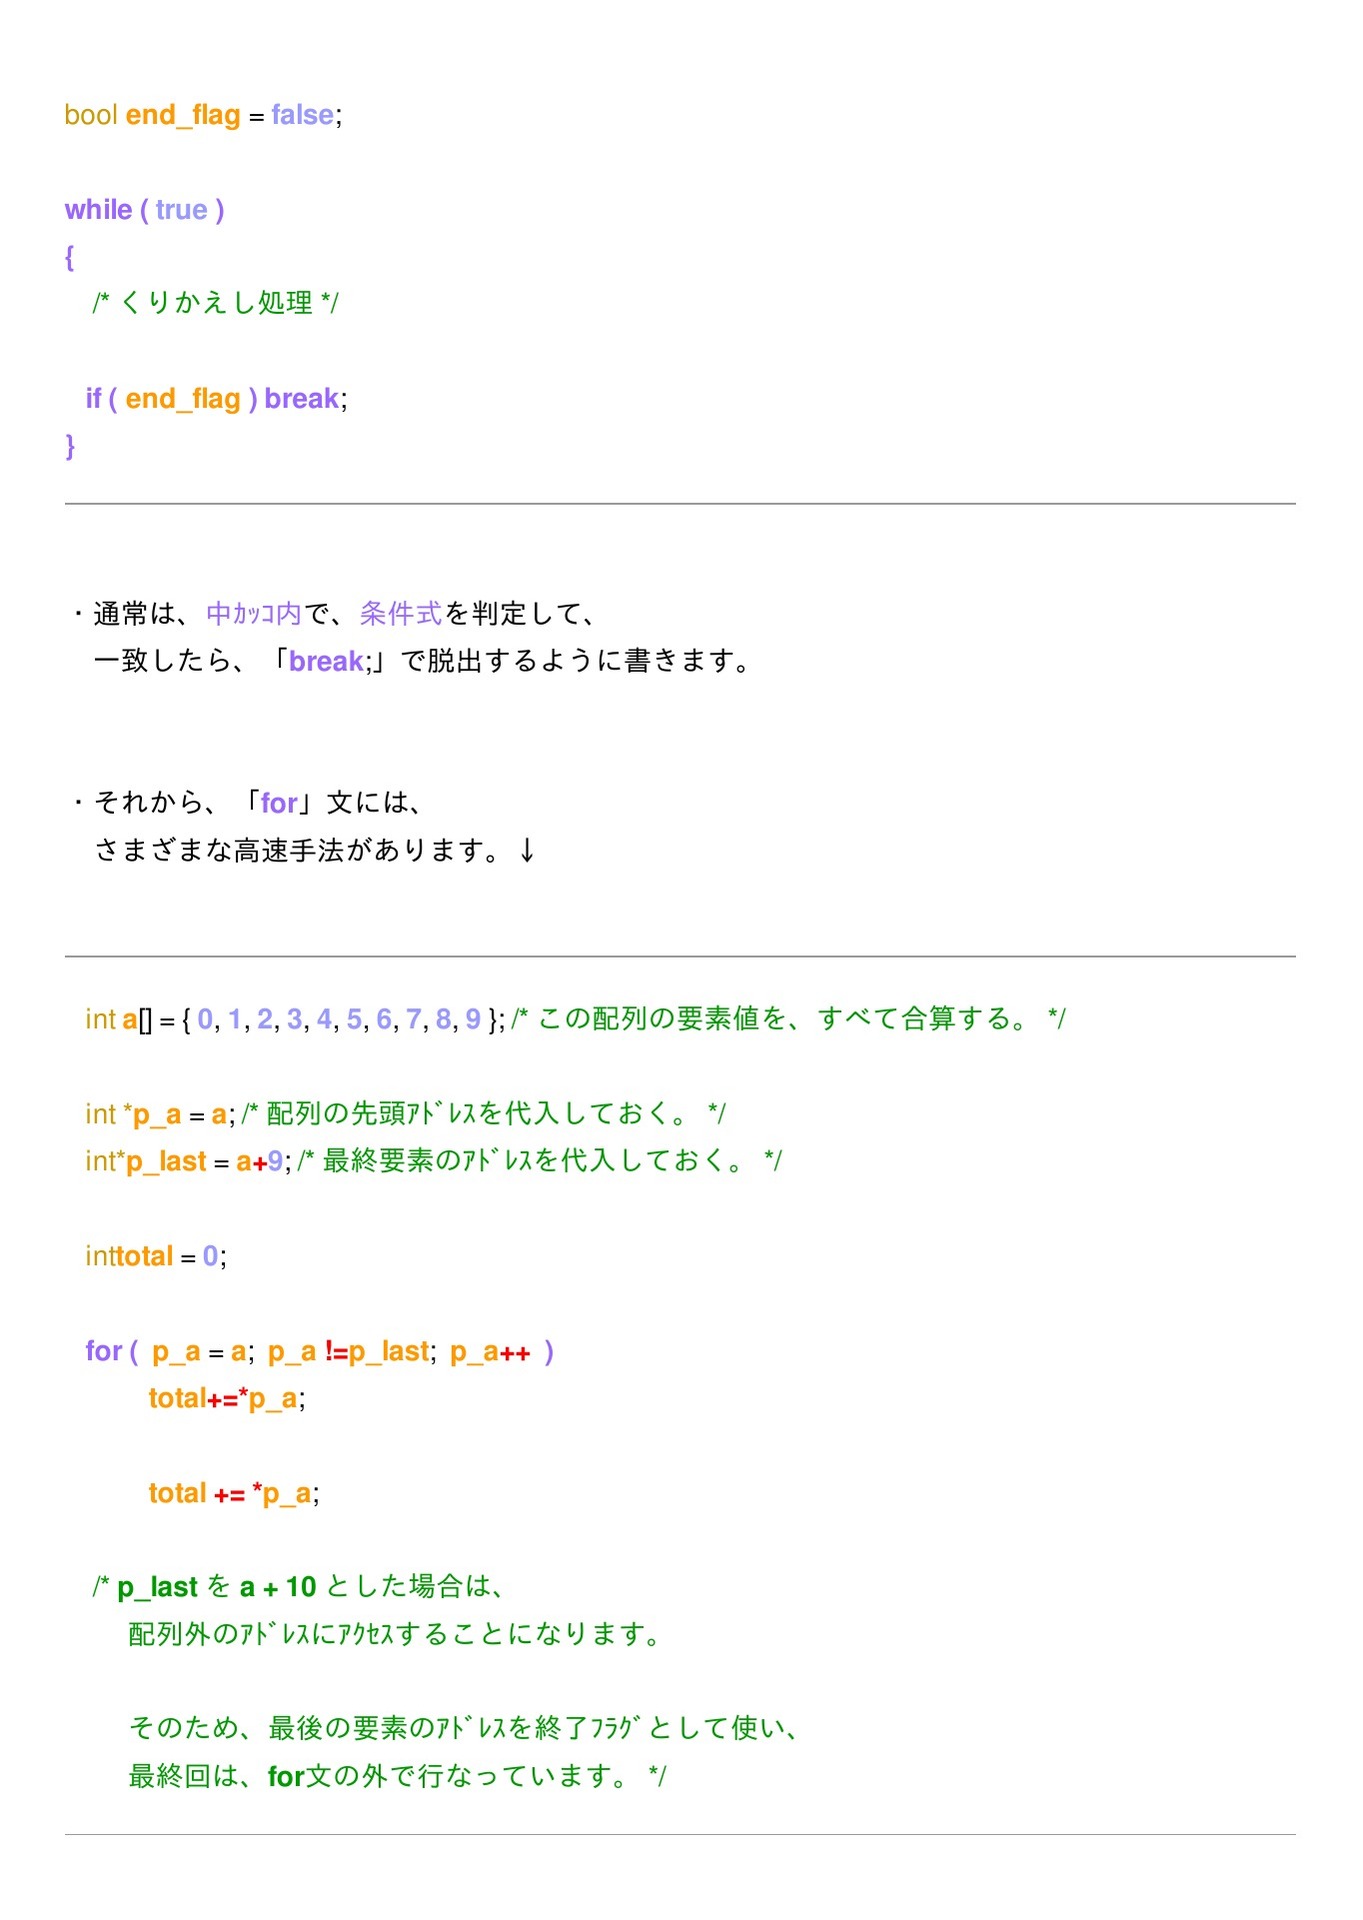 bool end_flag = false;
while ( true )
{
/* くりかえし処理 */
if ( end_flag ) break;
}
・通常は、中ｶｯｺ内で、条件式を判定して、
一致したら、「break;」で脱出するように書きます。
・それから、「for」文には、
さまざまな高速手法があります。↓
int a[] = { 0, 1, 2, 3, 4, 5, 6, 7, 8, 9 }; /* この配列の要素値を、すべて合算する。 */
int *p_a = a; /* 配列の先頭ｱﾄﾞﾚｽを代入しておく。 */
int*p_last = a+9; /* 最終要素のｱﾄﾞﾚｽを代入しておく。 */
inttotal = 0;
for ( p_a = a; p_a !=p_last; p_a++ )
total+=*p_a;
total += *p_a;
/* p_last を a + 10 とした場合は、
配列外のｱﾄﾞﾚｽにｱｸｾｽすることになります。
そのため、最後の要素のｱﾄﾞﾚｽを終了ﾌﾗｸﾞとして使い、
最終回は、for文の外で行なっています。 */